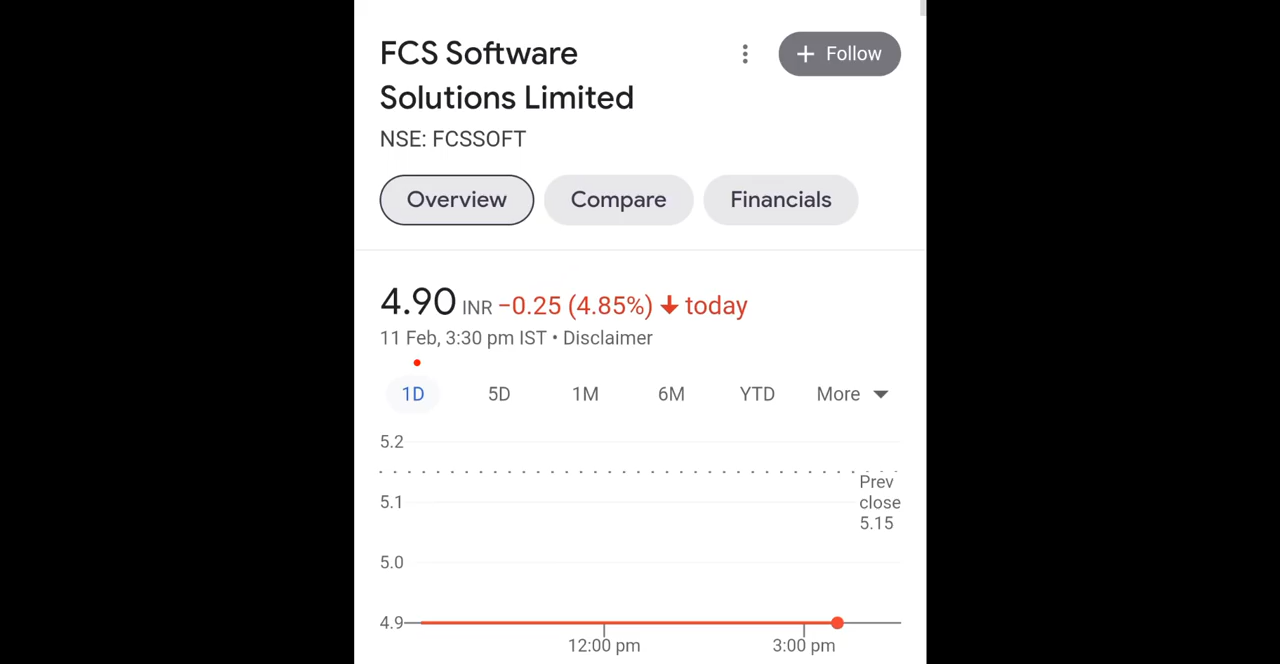 FCS Software
Solutions Limited
+ Follow
NSE: FCSSOFT
Overview Compare Financials
4.90 INR −0.25 (4.85%) ↓ today
11 Feb, 3:30 pm IST • Disclaimer
1D 5D 1M 6M YTD More
5.2
Prev
close
5.15
5.1
5.0
4.9
12:00 pm 3:00 pm